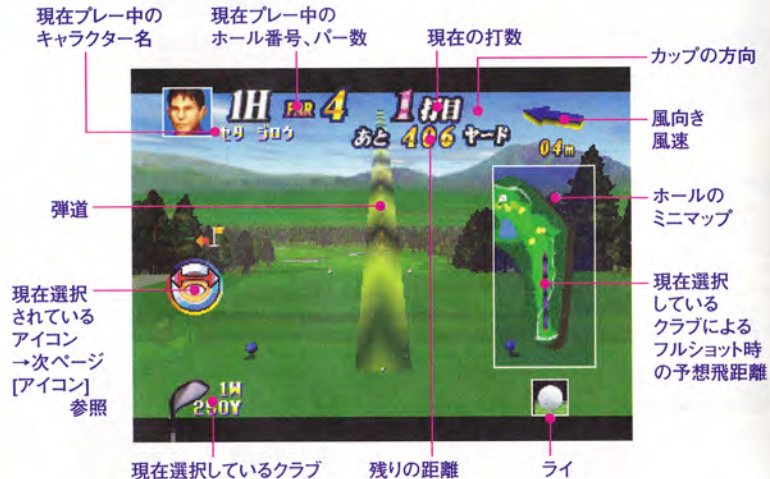 現在プレー中の
キャラクター名
現在プレー中の
ホール番号、パー数
現在の打数
カップの方向
1H PAR 4
1打目
セタ ジロウ
あと 406 ヤード
04m
風向き
風速
弾道
ホールの
ミニマップ
現在選択
されている
アイコン
→次ページ
[アイコン]
参照
現在選択
している
クラブによる
フルショット時
の予想飛距離
1W
250Y
現在選択しているクラブ
残りの距離
ライ